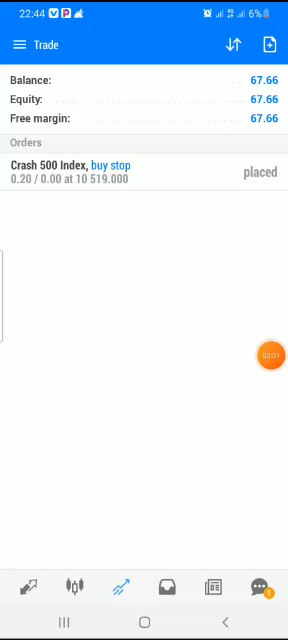 22:44 V P 6%
Trade
Balance: 67.66
Equity: 67.66
Free margin: 67.66
Orders
Crash 500 Index, buy stop
0.20 / 0.00 at 10 519.000
placed
02:31
1